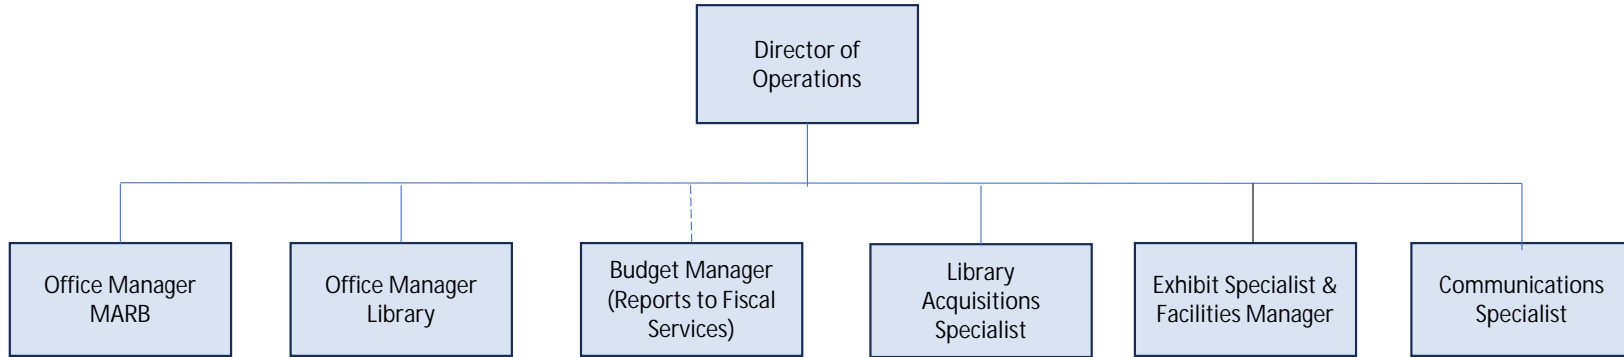 Director of
Operations
Office Manager
MARB
Office Manager
Library
Budget Manager
(Reports to Fiscal
Services)
Library
Acquisitions
Specialist
Exhibit Specialist &
Facilities Manager
Communications
Specialist